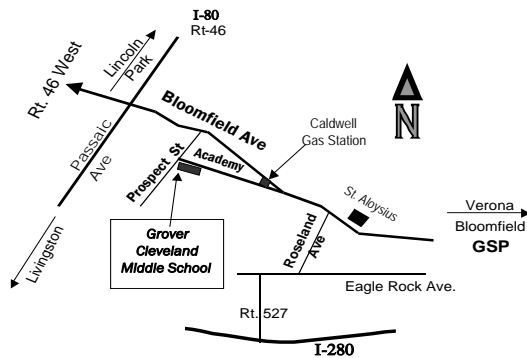 I-80
Rt-46
Lincoln
Park
Rt. 46 West
Bloomfield Ave
Caldwell
Gas Station
N
Passaic
Ave
Prospect St
Academy
St. Aloysius
Verona
Bloomfield
GSP
Grover
Cleveland
Middle School
Livingston
Roseland
Ave
Eagle Rock Ave.
Rt. 527
I-280